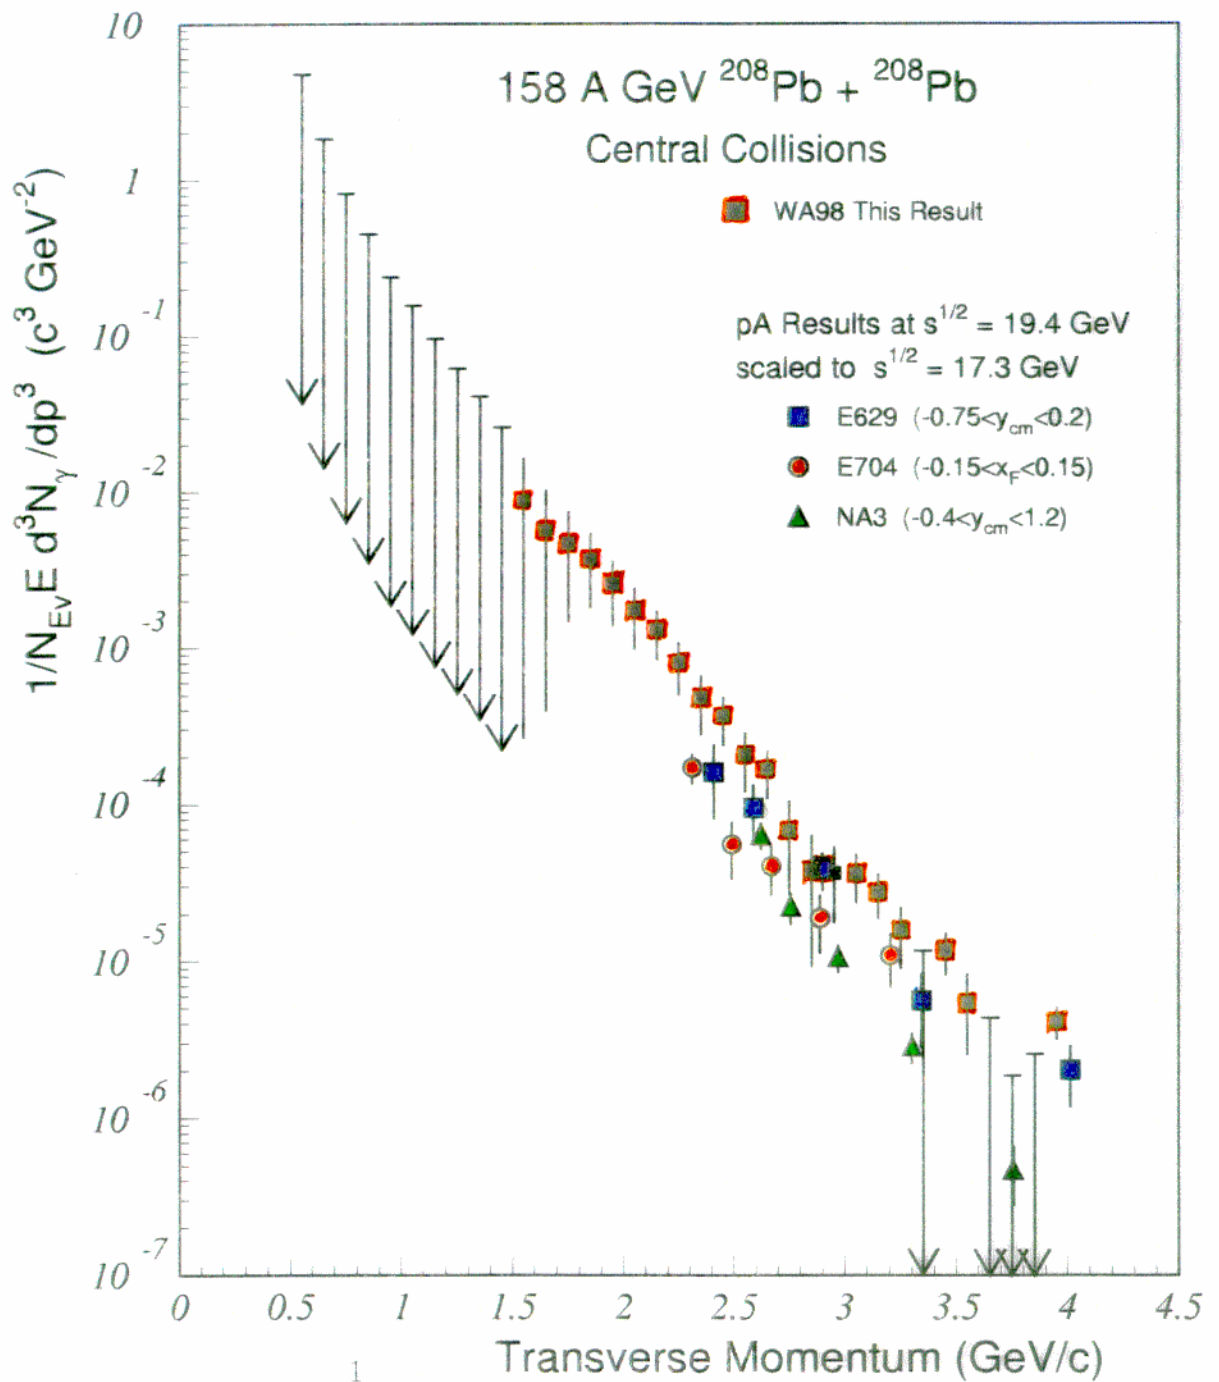 158 A GeV ²⁰⁸Pb + ²⁰⁸Pb
Central Collisions
WA98 This Result
pA Results at s^1/2 = 19.4 GeV
scaled to s^1/2 = 17.3 GeV
E629 (-0.75<y_cm<0.2)
E704 (-0.15<x_F<0.15)
NA3 (-0.4<y_cm<1.2)
1/N_Ev E d³N_γ/dp³ (c³ GeV⁻²)
10
1
10⁻¹
10⁻²
10⁻³
10⁻⁴
10⁻⁵
10⁻⁶
10⁻⁷
0 0.5 1 1.5 2 2.5 3 3.5 4 4.5
Transverse Momentum (GeV/c)
1